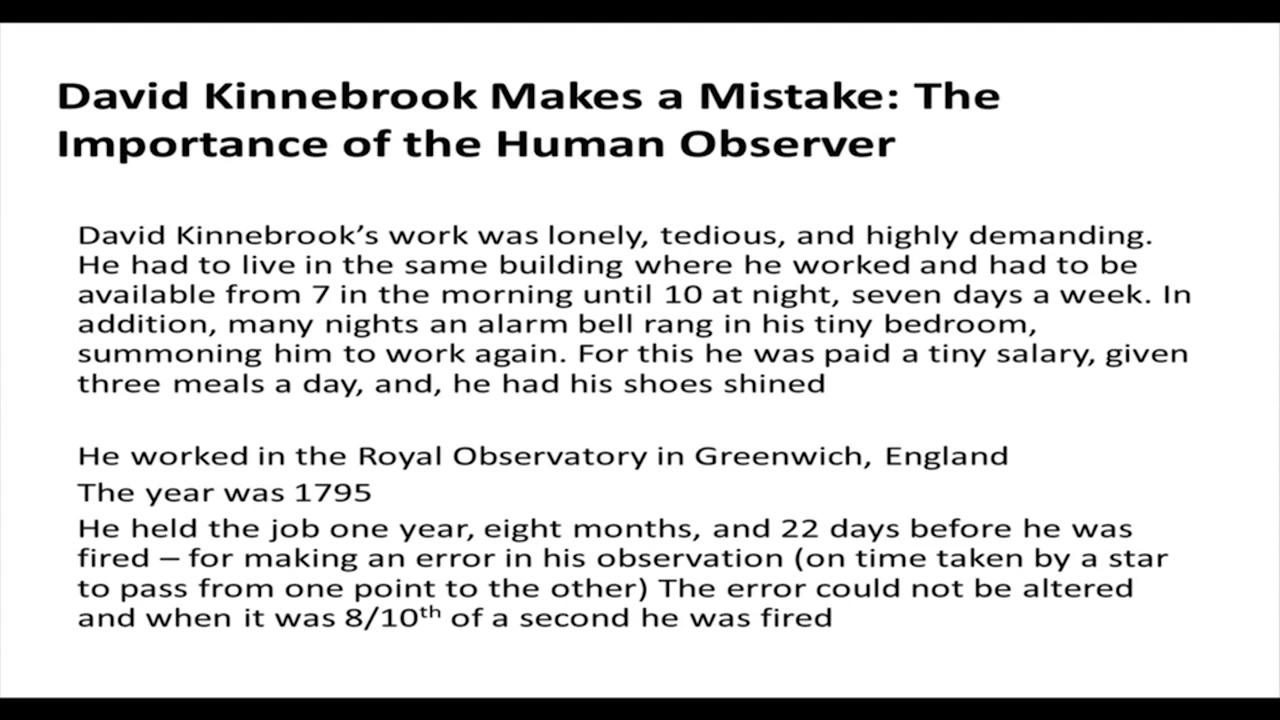 David Kinnebrook Makes a Mistake: The
Importance of the Human Observer
David Kinnebrook’s work was lonely, tedious, and highly demanding.
He had to live in the same building where he worked and had to be
available from 7 in the morning until 10 at night, seven days a week. In
addition, many nights an alarm bell rang in his tiny bedroom,
summoning him to work again. For this he was paid a tiny salary, given
three meals a day, and, he had his shoes shined
He worked in the Royal Observatory in Greenwich, England
The year was 1795
He held the job one year, eight months, and 22 days before he was
fired – for making an error in his observation (on time taken by a star
to pass from one point to the other) The error could not be altered
and when it was 8/10th of a second he was fired